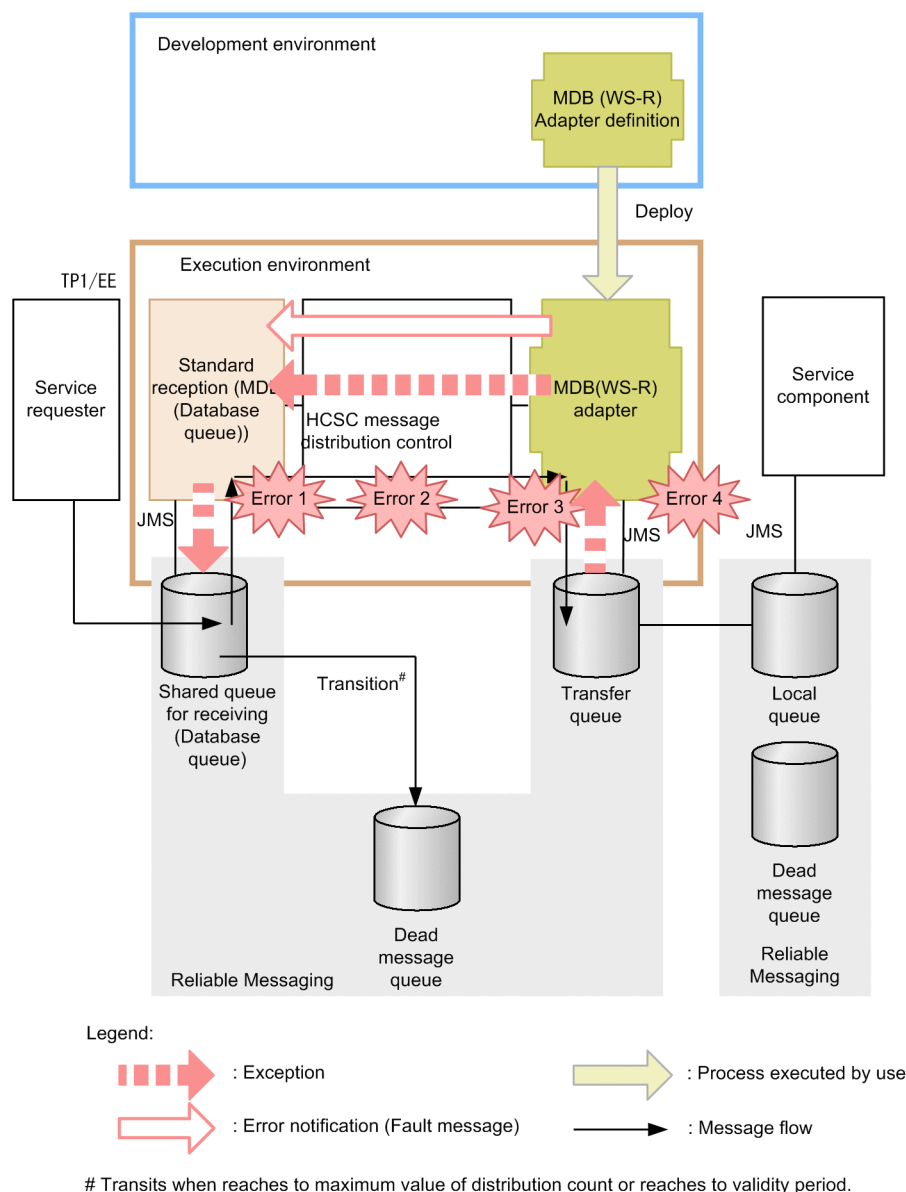 Development environment
MDB (WS-R)
Adapter definition
Deploy
Execution environment
TP1/EE
Service
requester
Standard
reception (MDB
(Database
queue))
HCSC message
distribution control
MDB(WS-R)
adapter
Service
component
Error 1
Error 2
Error 3
Error 4
JMS
JMS
JMS
Shared queue
for receiving
(Database
queue)
Transition#
Transfer
queue
Local
queue
Dead
message
queue
Dead
message
queue
Reliable Messaging
Reliable
Messaging
Legend:
: Exception
: Process executed by use
: Error notification (Fault message)
: Message flow
# Transits when reaches to maximum value of distribution count or reaches to validity period.